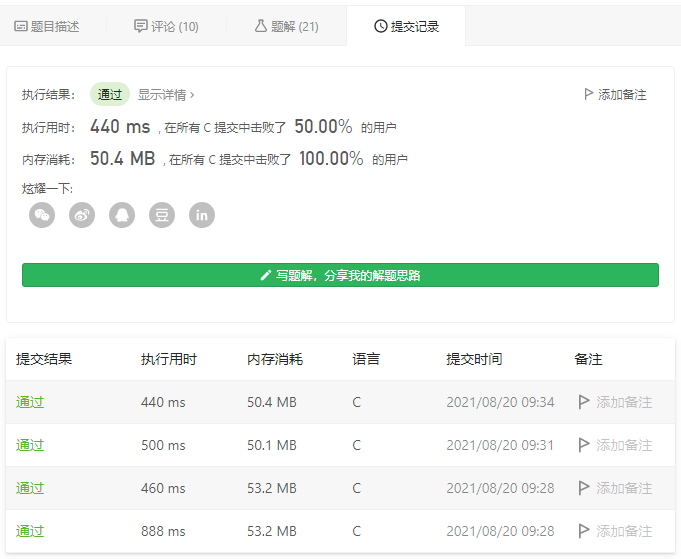 题目描述 评论 (10) 题解 (21) 提交记录
执行结果： 通过 显示详情 › 添加备注
执行用时： 440 ms , 在所有 C 提交中击败了 50.00% 的用户
内存消耗： 50.4 MB , 在所有 C 提交中击败了 100.00% 的用户
炫耀一下:
豆 in
写题解，分享我的解题思路
提交结果 执行用时 内存消耗 语言 提交时间 备注
通过 440 ms 50.4 MB C 2021/08/20 09:34 添加备注
通过 500 ms 50.1 MB C 2021/08/20 09:31 添加备注
通过 460 ms 53.2 MB C 2021/08/20 09:28 添加备注
通过 888 ms 53.2 MB C 2021/08/20 09:28 添加备注